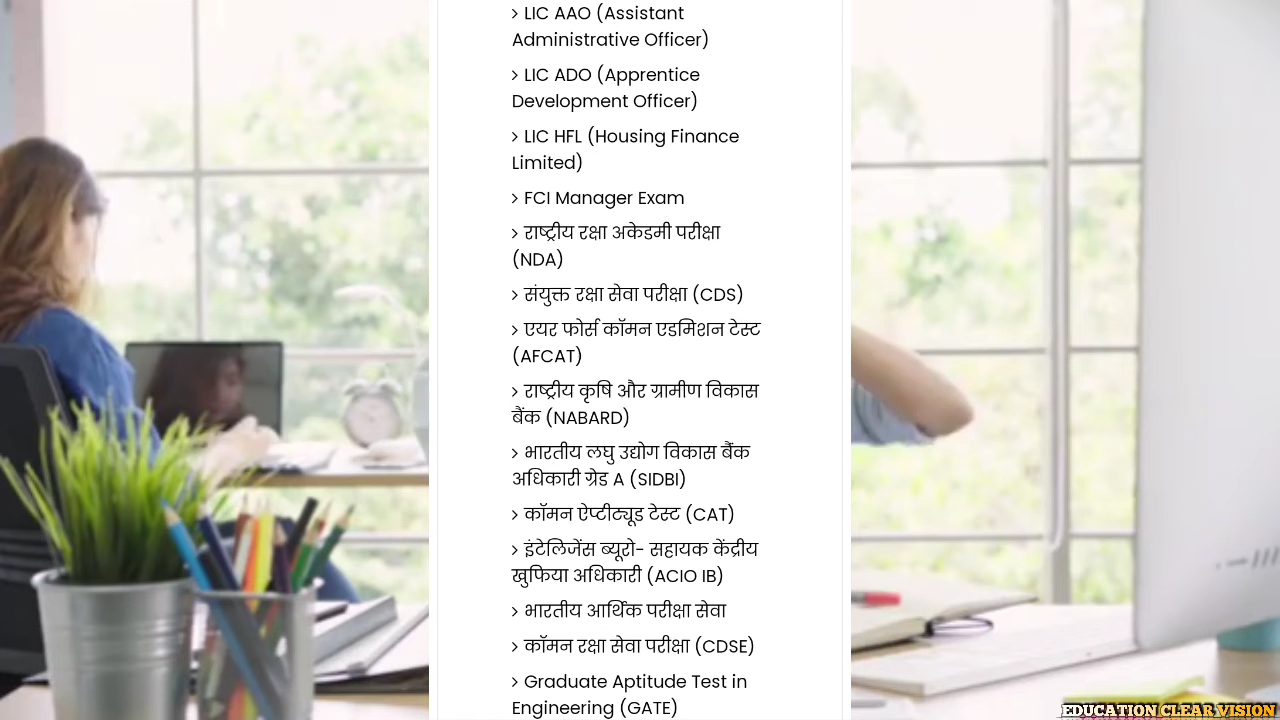 > LIC AAO (Assistant
Administrative Officer)
> LIC ADO (Apprentice
Development Officer)
> LIC HFL (Housing Finance
Limited)
> FCI Manager Exam
> राष्ट्रीय रक्षा अकेडमी परीक्षा
(NDA)
> संयुक्त रक्षा सेवा परीक्षा (CDS)
> एयर फोर्स कॉमन एडमिशन टेस्ट
(AFCAT)
> राष्ट्रीय कृषि और ग्रामीण विकास
बैंक (NABARD)
> भारतीय लघु उद्योग विकास बैंक
अधिकारी ग्रेड A (SIDBI)
> कॉमन ऐप्टीट्यूड टेस्ट (CAT)
> इंटेलिजेंस ब्यूरो- सहायक केंद्रीय
खुफिया अधिकारी (ACIO IB)
> भारतीय आर्थिक परीक्षा सेवा
> कॉमन रक्षा सेवा परीक्षा (CDSE)
> Graduate Aptitude Test in
Engineering (GATE)
EDUCATION CLEAR VISION